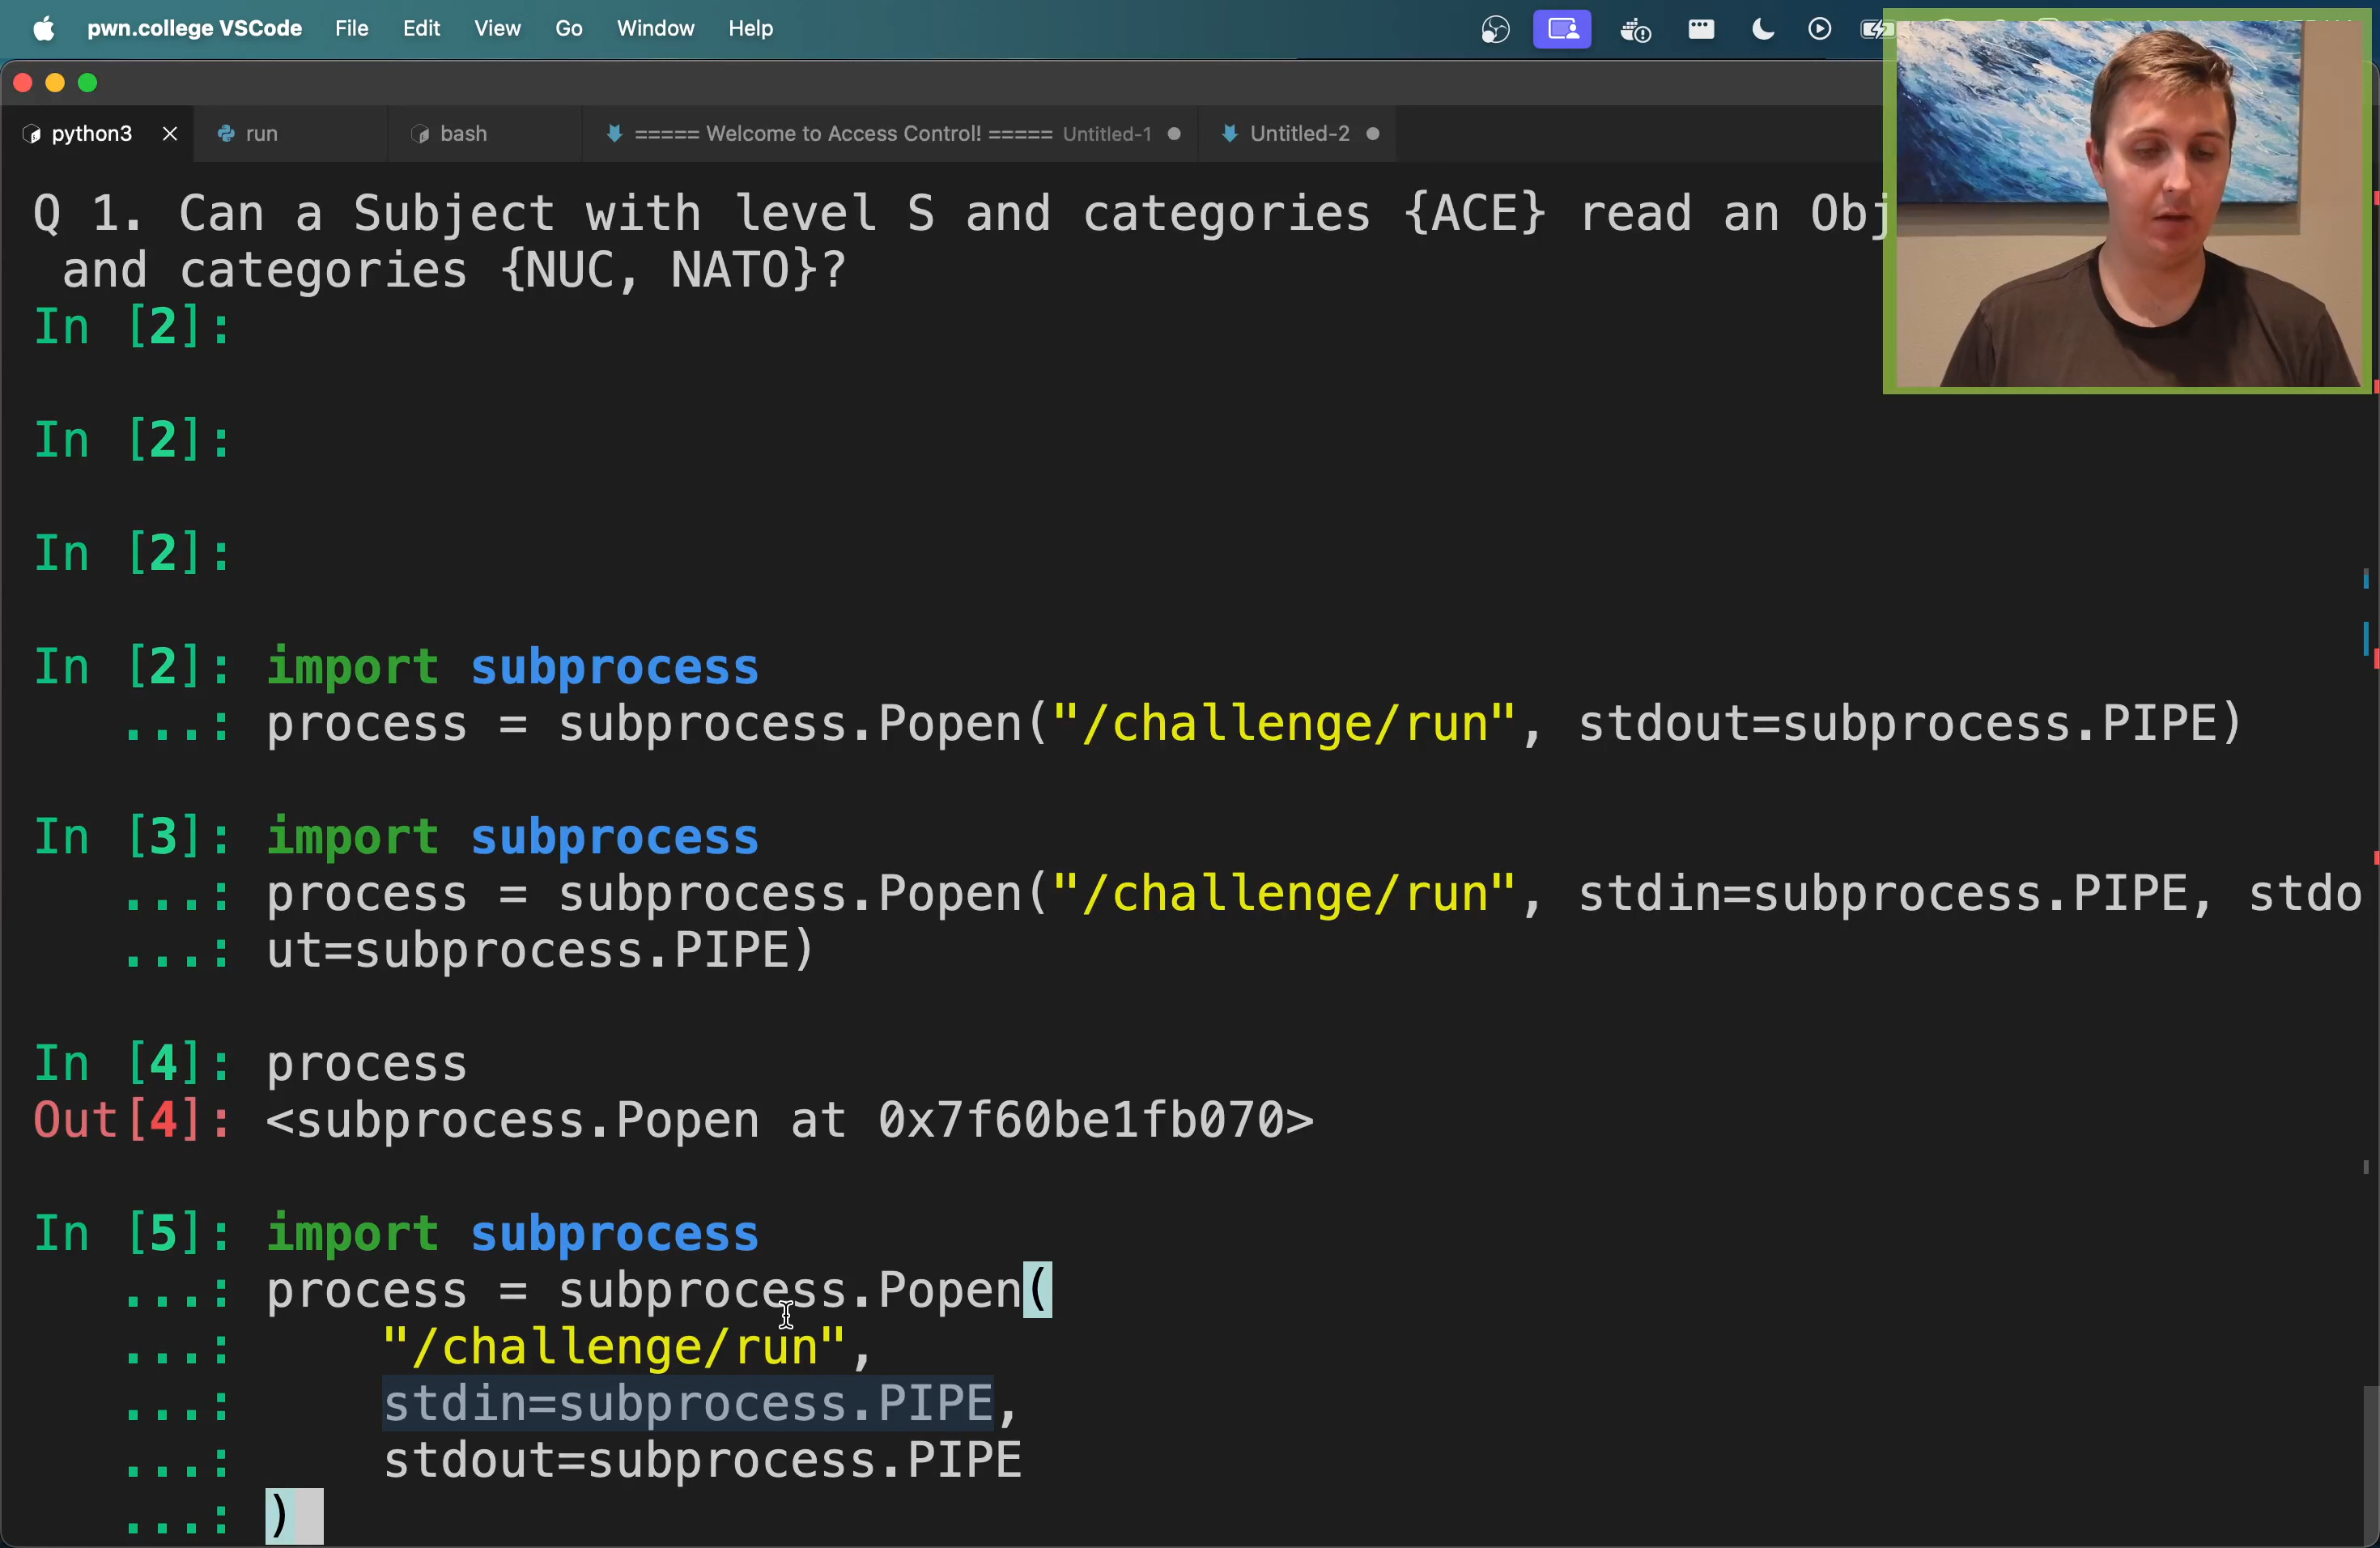 pwn.college VSCode File Edit View Go Window Help
python3 run bash ===== Welcome to Access Control! ===== Untitled-1 Untitled-2
Q 1. Can a Subject with level S and categories {ACE} read an Obj
and categories {NUC, NATO}?
In [2]:
In [2]:
In [2]:
In [2]: import subprocess
...: process = subprocess.Popen("/challenge/run", stdout=subprocess.PIPE)
In [3]: import subprocess
...: process = subprocess.Popen("/challenge/run", stdin=subprocess.PIPE, stdo
...: ut=subprocess.PIPE)
In [4]: process
Out[4]: <subprocess.Popen at 0x7f60be1fb070>
In [5]: import subprocess
...: process = subprocess.Popen(
...: "/challenge/run",
...: stdin=subprocess.PIPE,
...: stdout=subprocess.PIPE
...: )